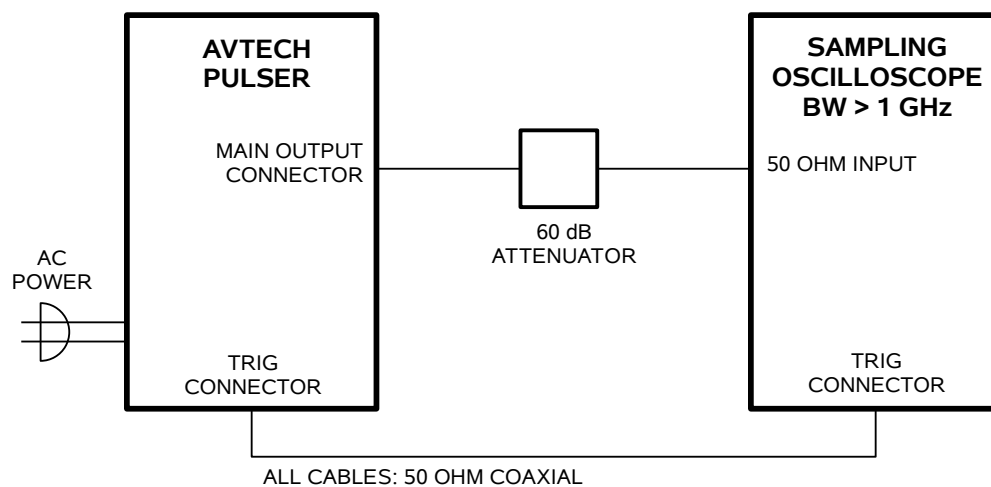 AVTECH
PULSER
MAIN OUTPUT
CONNECTOR
AC
POWER
TRIG
CONNECTOR
60 dB
ATTENUATOR
SAMPLING
OSCILLOSCOPE
BW > 1 GHz
50 OHM INPUT
TRIG
CONNECTOR
ALL CABLES: 50 OHM COAXIAL